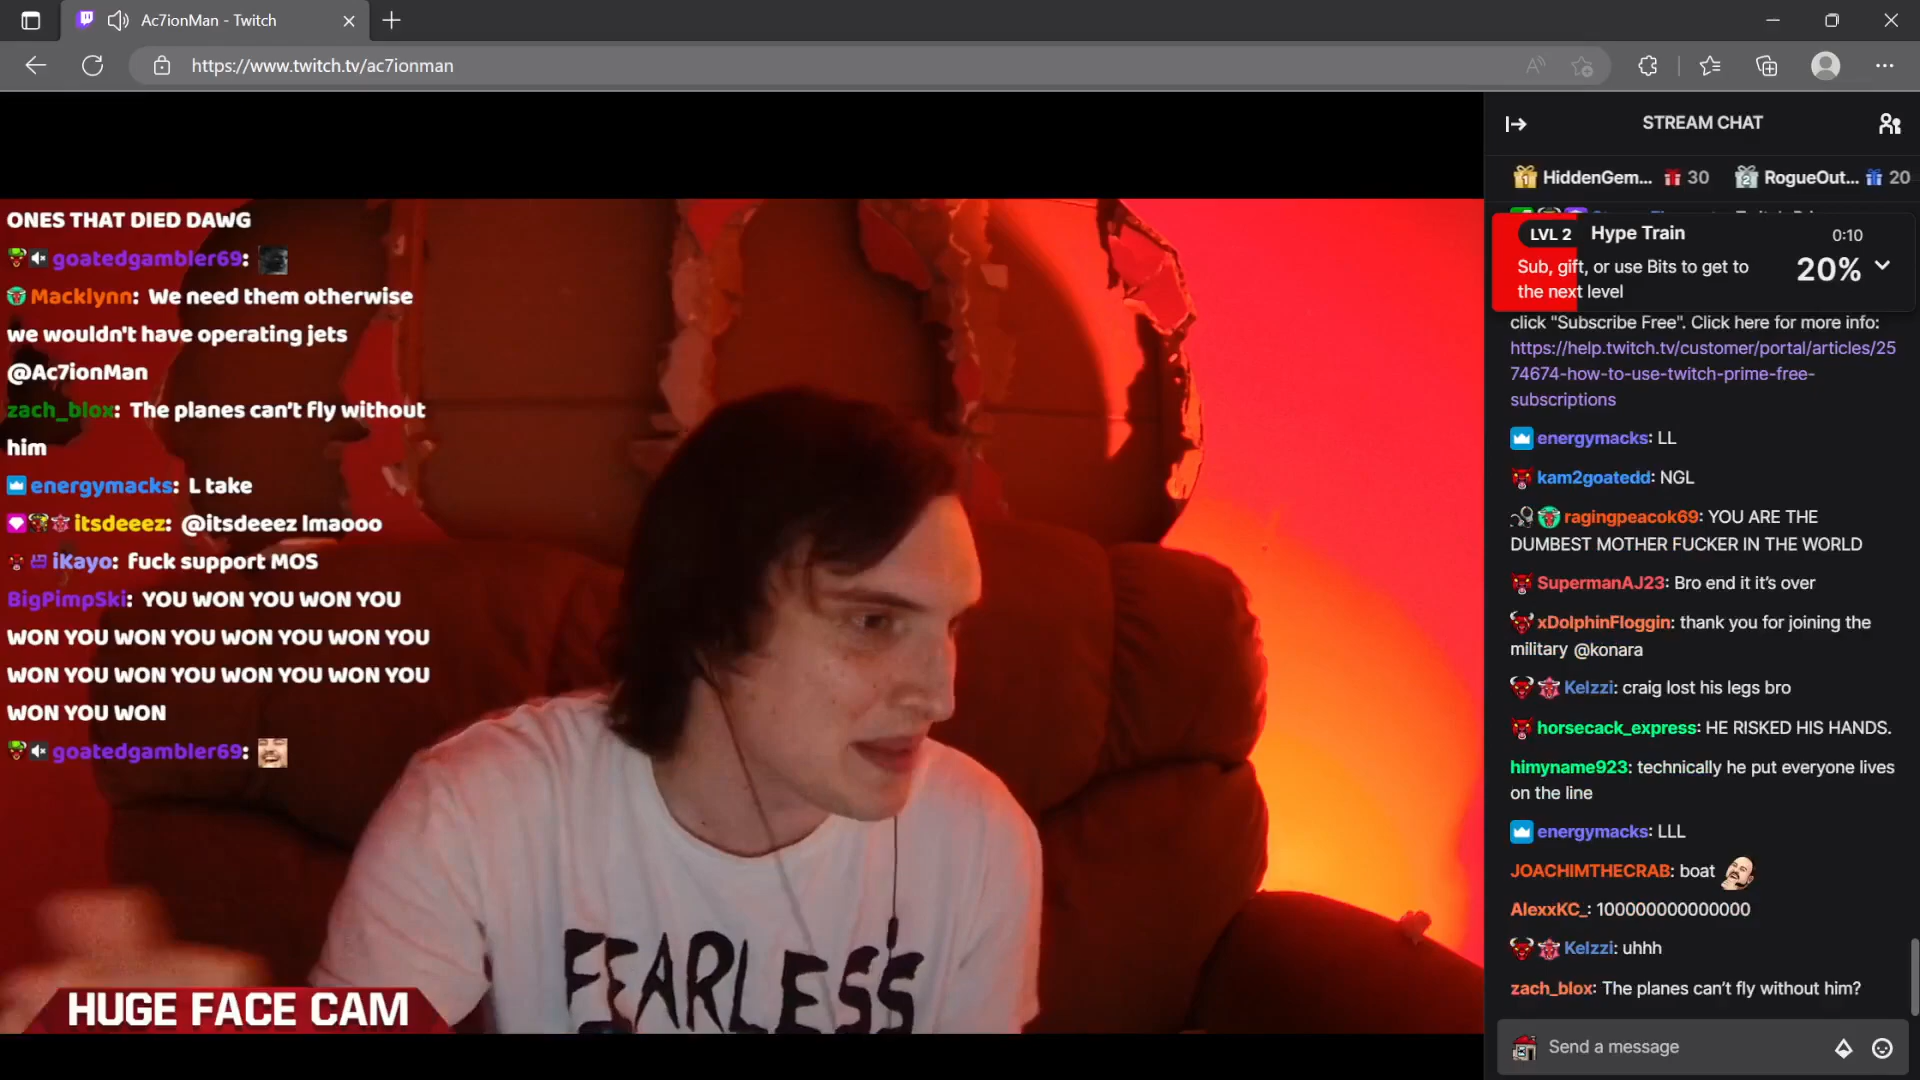 Ac7ionMan - Twitch
https://www.twitch.tv/ac7ionman
ONES THAT DIED DAWG
goatedgambler69:
Macklynn: We need them otherwise
we wouldn't have operating jets
@Ac7ionMan
zach_blox: The planes can't fly without
him
energymacks: L take
itsdeeez: @itsdeeez lmaooo
iKayo: fuck support MOS
BigPimpSki: YOU WON YOU WON YOU
WON YOU WON YOU WON YOU WON YOU
WON YOU WON YOU WON YOU WON YOU
WON YOU WON
goatedgambler69:
FEARLESS
HUGE FACE CAM
STREAM CHAT
HiddenGem... 30 RogueOut... 20
LVL 2 Hype Train 0:10
Sub, gift, or use Bits to get to
the next level
20%
click "Subscribe Free". Click here for more info:
https://help.twitch.tv/customer/portal/articles/25
74674-how-to-use-twitch-prime-free-
subscriptions
energymacks: LL
kam2goatedd: NGL
ragingpeacok69: YOU ARE THE
DUMBEST MOTHER FUCKER IN THE WORLD
SupermanAJ23: Bro end it it's over
xDolphinFloggin: thank you for joining the
military @konara
Kelzzi: craig lost his legs bro
horsecack_express: HE RISKED HIS HANDS.
himyname923: technically he put everyone lives
on the line
energymacks: LLL
JOACHIMTHECRAB: boat
AlexxKC_: 100000000000000
Kelzzi: uhhh
zach_blox: The planes can't fly without him?
Send a message